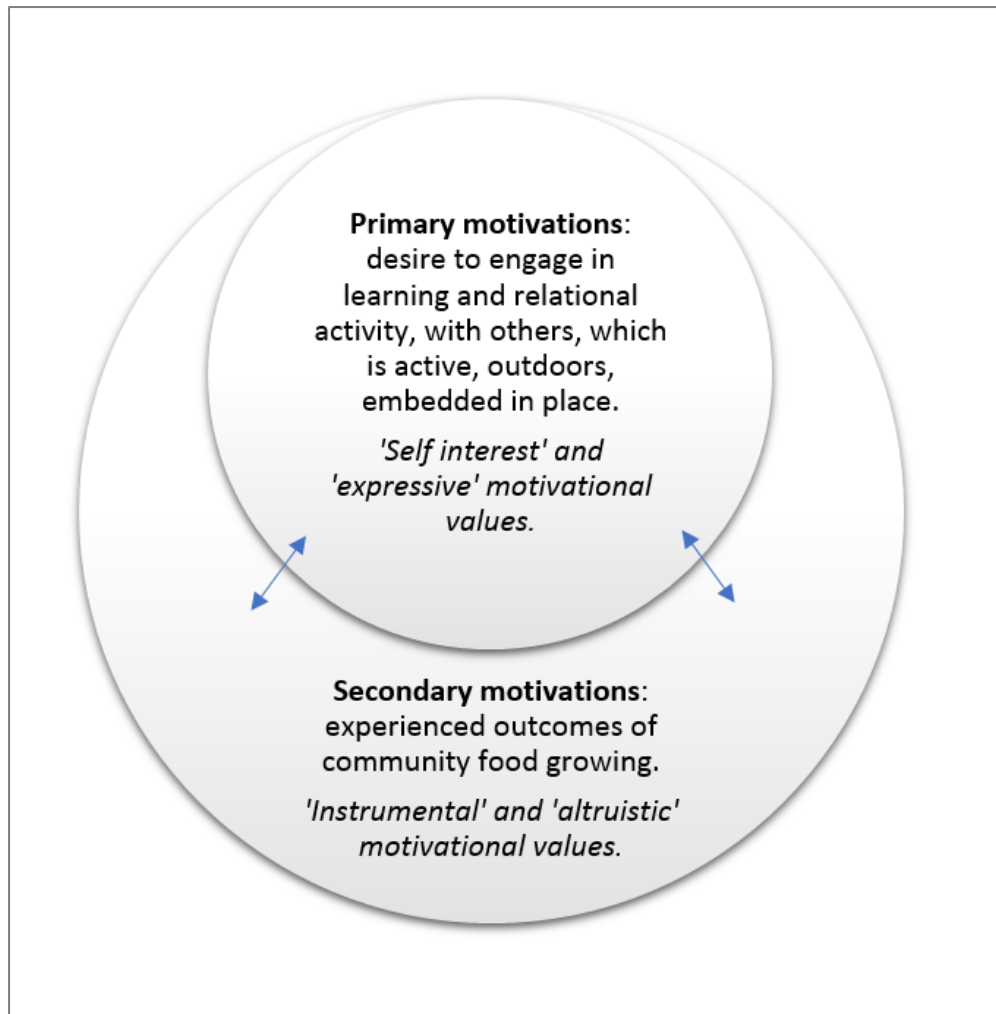 Primary motivations:
desire to engage in
learning and relational
activity, with others, which
is active, outdoors,
embedded in place.
'Self interest' and
'expressive' motivational
values.
Secondary motivations:
experienced outcomes of
community food growing.
'Instrumental' and 'altruistic'
motivational values.